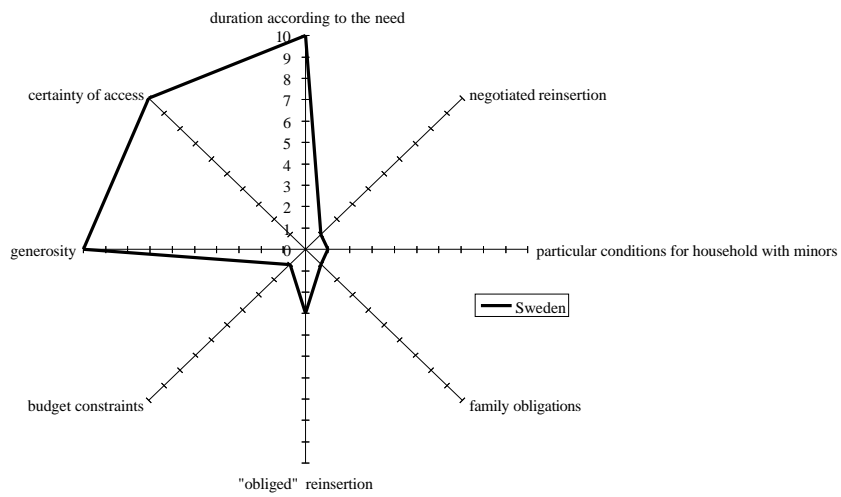 duration according to the need
10
9
8
7
6
5
4
3
2
1
0
certainty of access
negotiated reinsertion
generosity
particular conditions for household with minors
Sweden
budget constraints
family obligations
"obliged" reinsertion